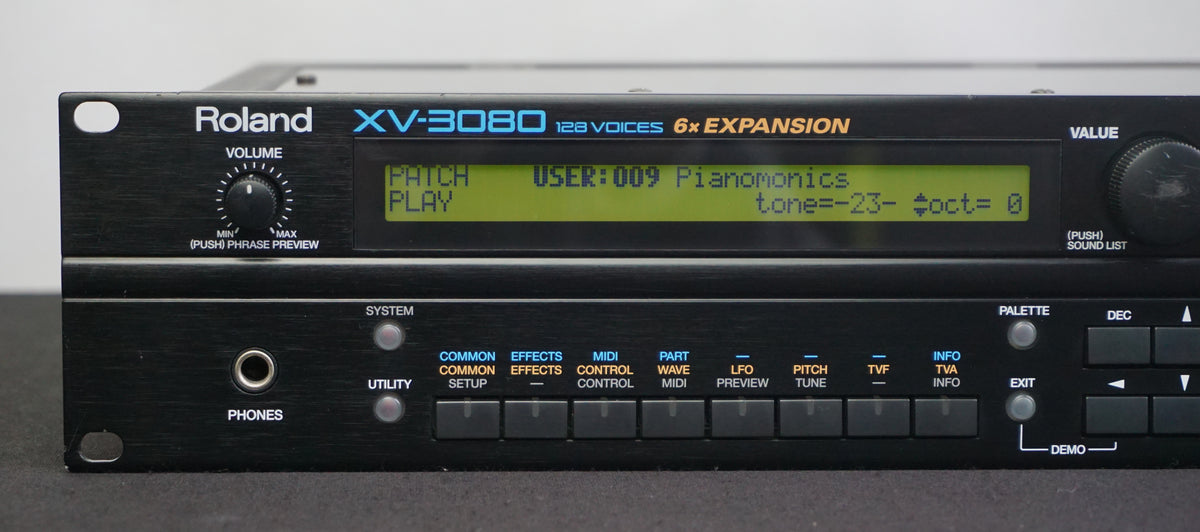 Roland
XV-3080 128 VOICES 6x EXPANSION
VOLUME
MIN MAX
(PUSH) PHRASE PREVIEW
PATCH USER:009 Pianomonics
PLAY tone=-23- oct= 0
VALUE
(PUSH)
SOUND LIST
PHONES
SYSTEM
UTILITY
COMMON EFFECTS MIDI PART — — — INFO
COMMON EFFECTS CONTROL WAVE LFO PITCH TVF TVA
SETUP — CONTROL MIDI PREVIEW TUNE — INFO
PALETTE
EXIT
DEC
DEMO